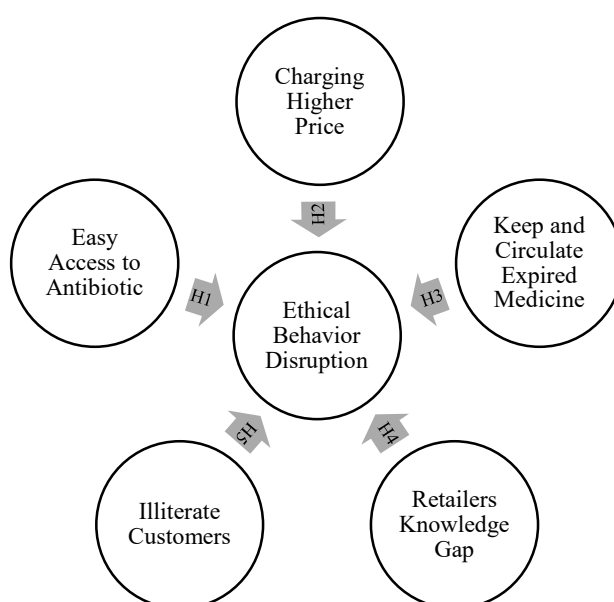 Charging
Higher
Price
H2
Easy
Access to
Antibiotic
H1
Keep and
Circulate
Expired
Medicine
H3
Ethical
Behavior
Disruption
H5
H4
Illiterate
Customers
Retailers
Knowledge
Gap